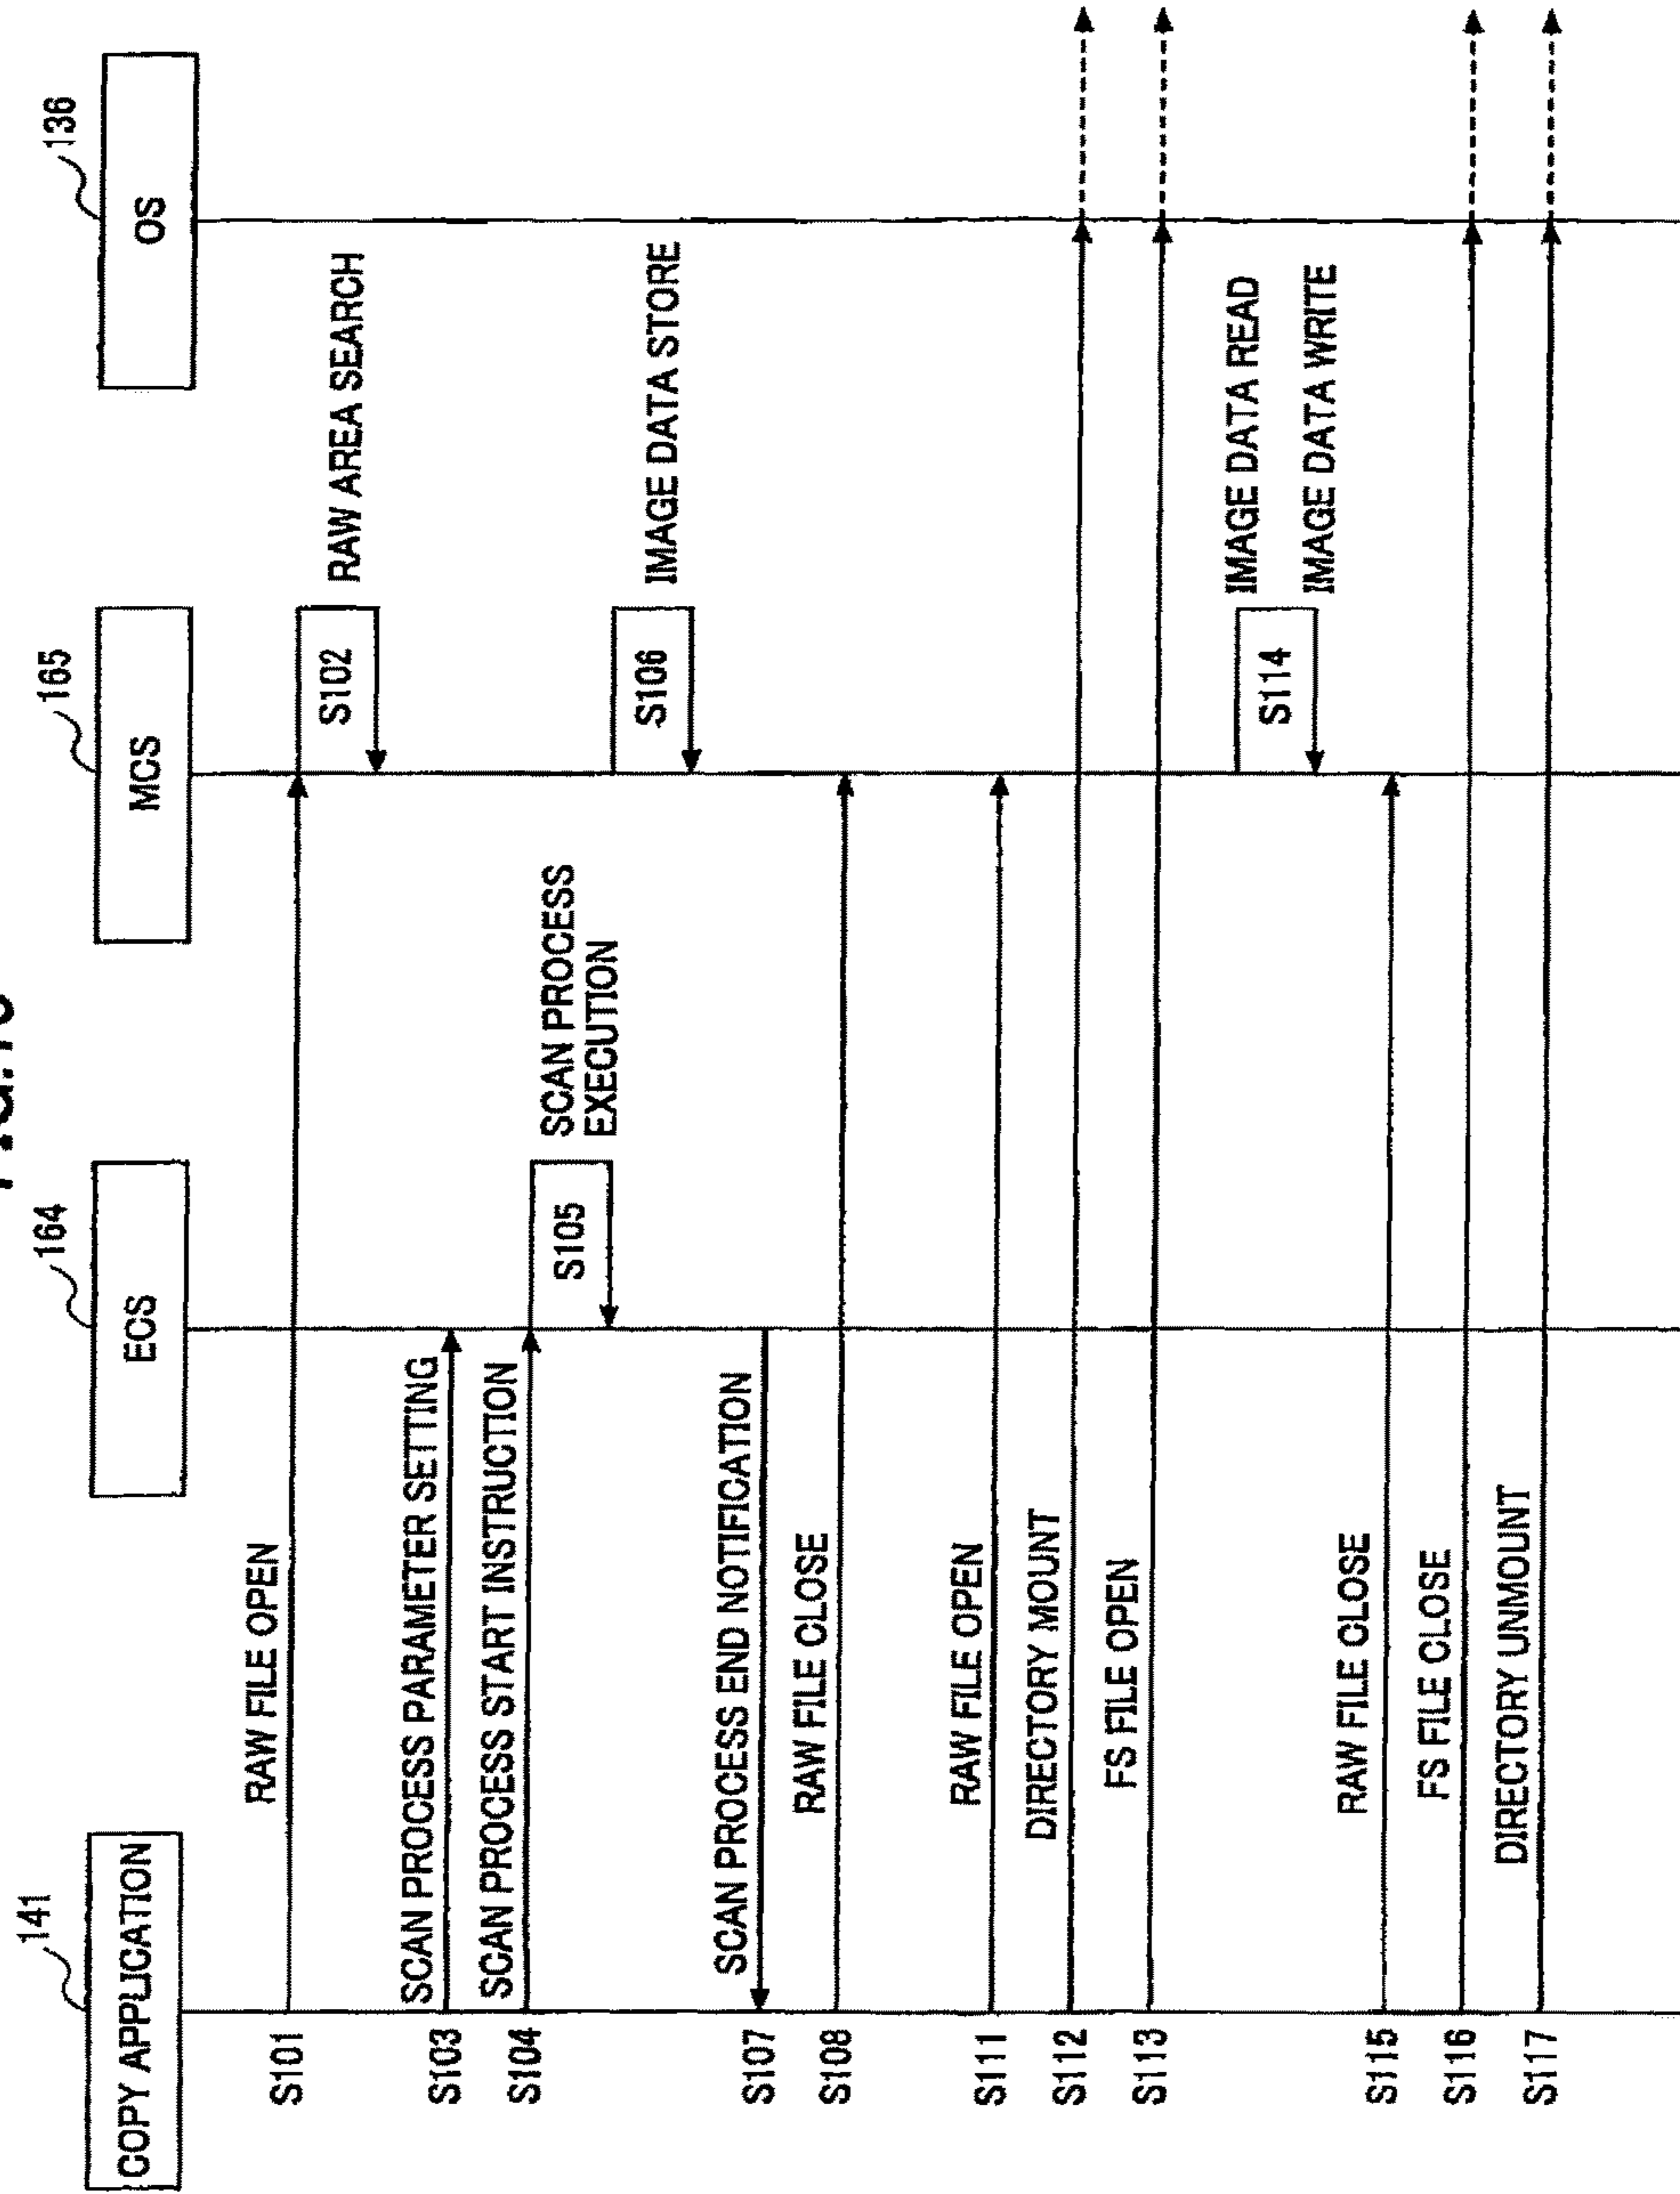 141
COPY APPLICATION
164
ECS
165
MCS
136
OS
S101
RAW FILE OPEN
S102
RAW AREA SEARCH
S103
SCAN PROCESS PARAMETER SETTING
S104
SCAN PROCESS START INSTRUCTION
S105
SCAN PROCESS
EXECUTION
S106
IMAGE DATA STORE
S107
SCAN PROCESS END NOTIFICATION
S108
RAW FILE CLOSE
S111
RAW FILE OPEN
S112
DIRECTORY MOUNT
S113
FS FILE OPEN
S114
IMAGE DATA READ
IMAGE DATA WRITE
S115
RAW FILE CLOSE
S116
FS FILE CLOSE
S117
DIRECTORY UNMOUNT